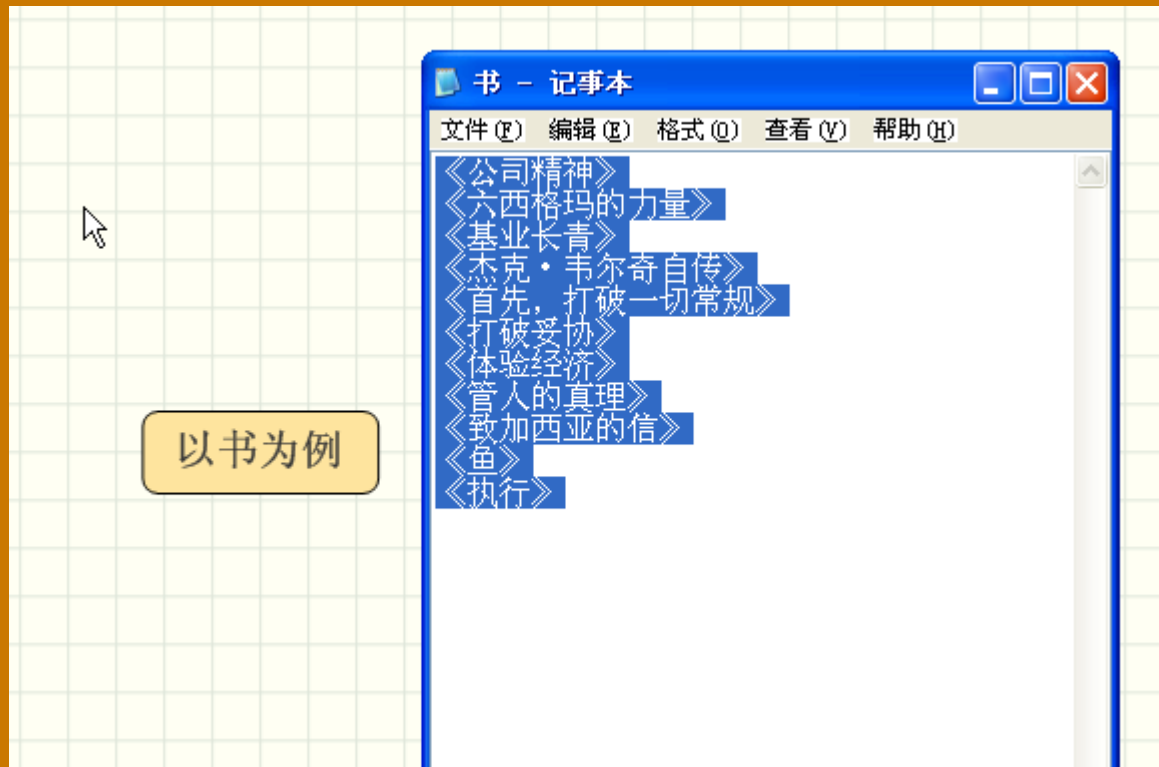 书 - 记事本
文件(F) 编辑(E) 格式(O) 查看(V) 帮助(H)
《公司精神》
《六西格玛的力量》
《基业长青》
《杰克·韦尔奇自传》
《首先，打破一切常规》
《打破妥协》
《体验经济》
《管人的真理》
《致加西亚的信》
《鱼》
《执行》
以书为例